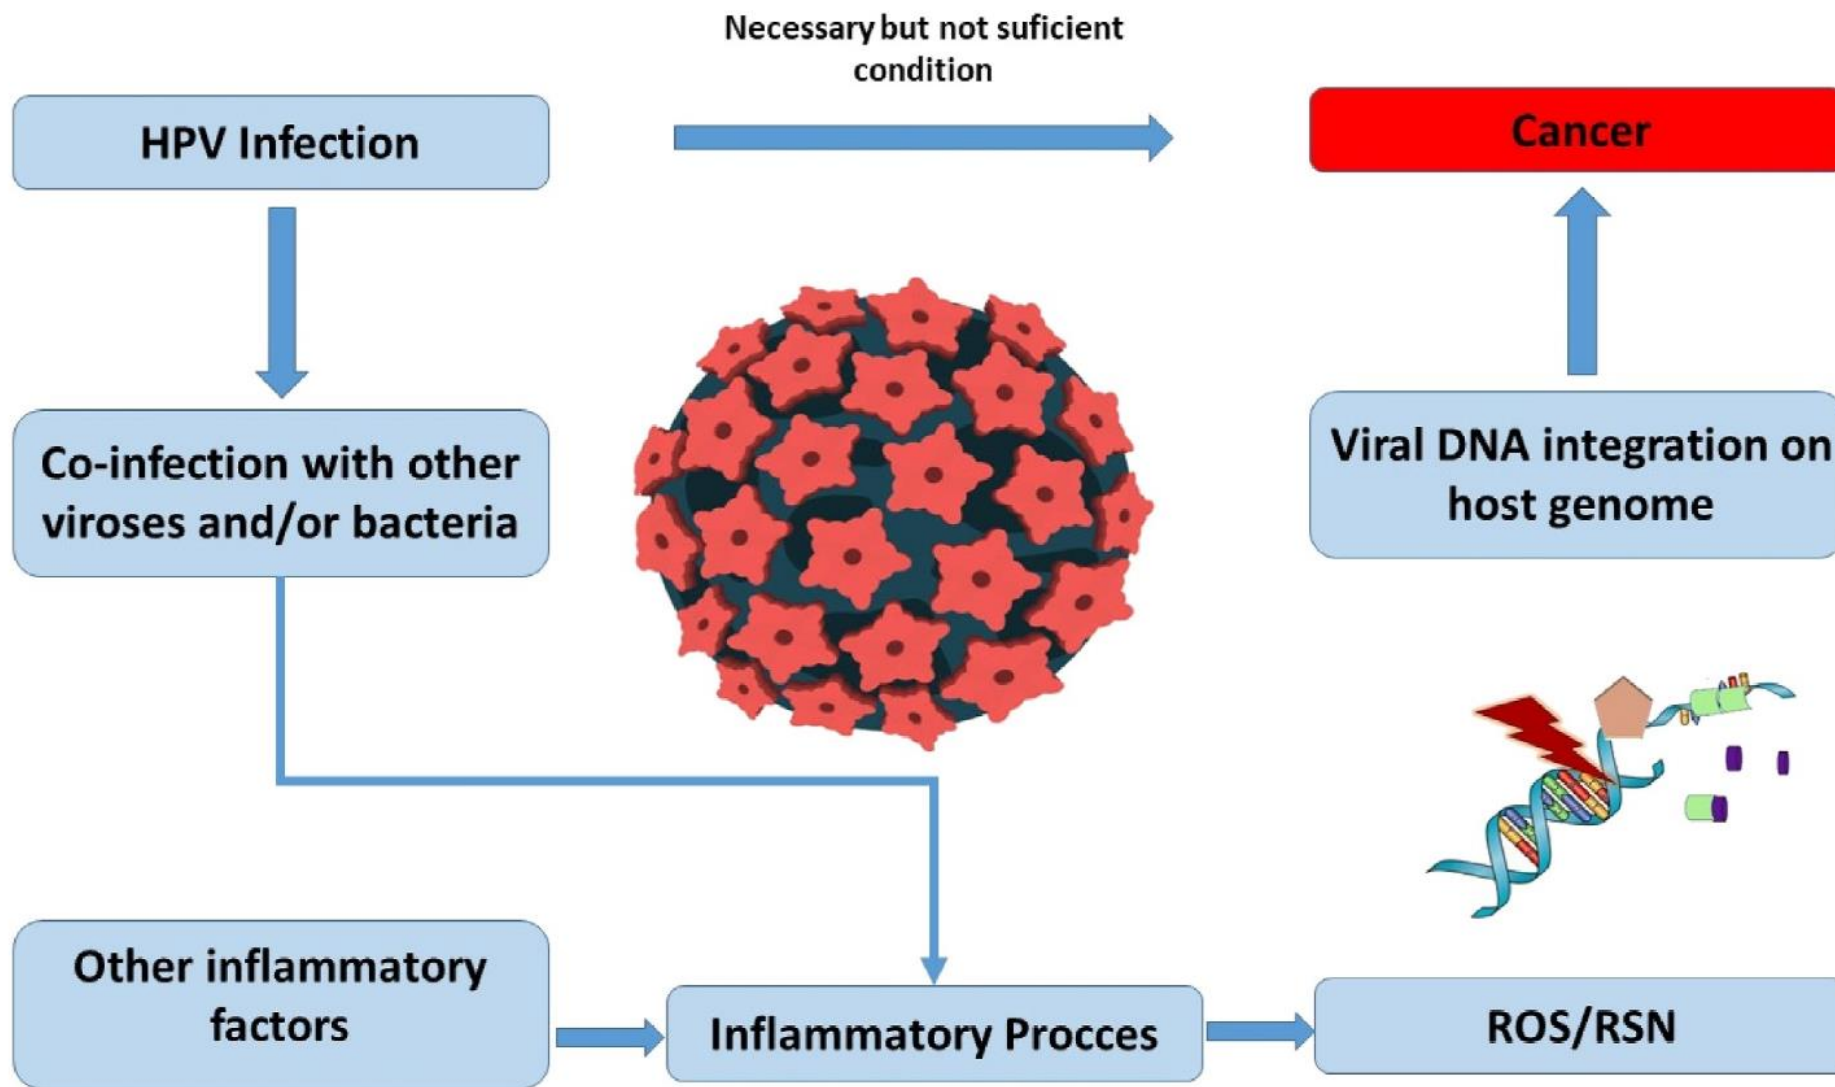 Necessary but not suficient
condition
HPV Infection
Cancer
Co-infection with other
viroses and/or bacteria
Viral DNA integration on
host genome
Other inflammatory
factors
Inflammatory Procces
ROS/RSN